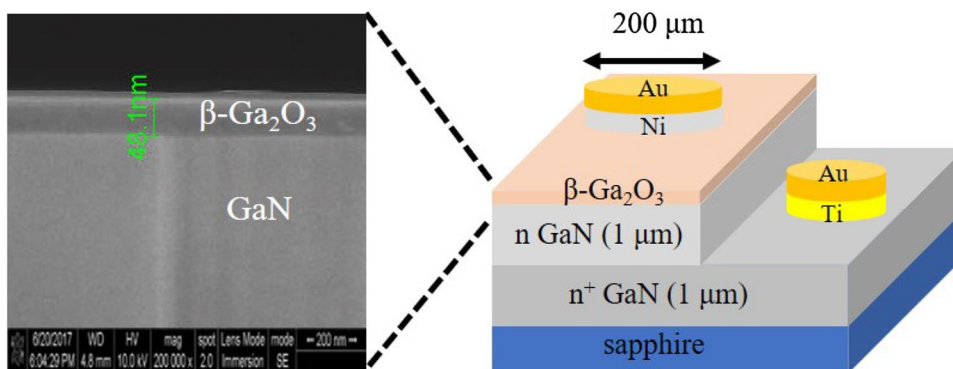 48.1nm
β-Ga₂O₃
GaN
6/20/2017 WD HV mag spot Lens Mode mode ← 200 nm →
6:04:29 PM 4.8 mm 10.0 kV 200 000 x 2.0 Immersion SE
200 μm
Au
Ni
β-Ga₂O₃
Au
Ti
n GaN (1 μm)
n⁺ GaN (1 μm)
sapphire